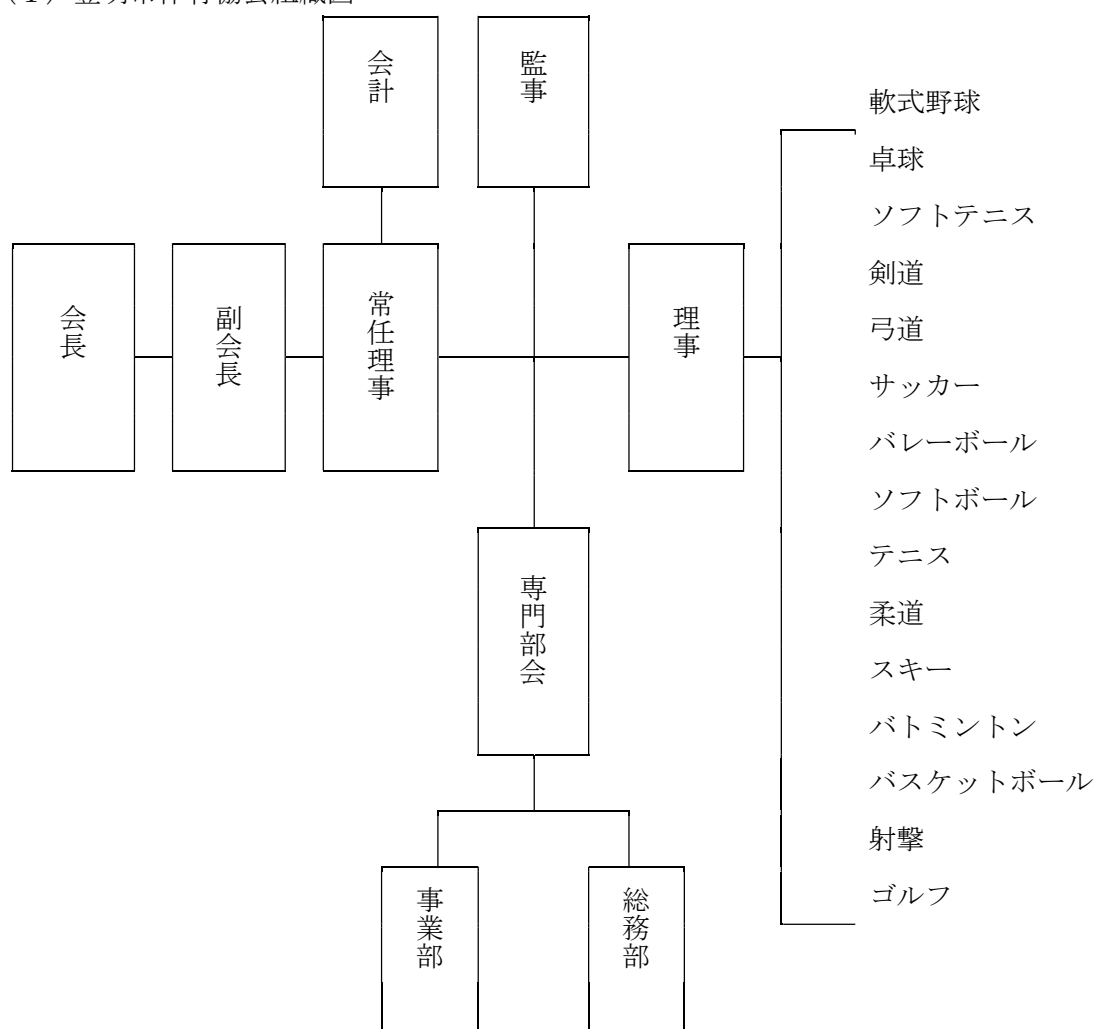 会計
監事
会長
副会長
常任理事
理事
専門部会
事業部
総務部
軟式野球
卓球
ソフトテニス
剣道
弓道
サッカー
バレーボール
ソフトボール
テニス
柔道
スキー
バトミントン
バスケットボール
射撃
ゴルフ